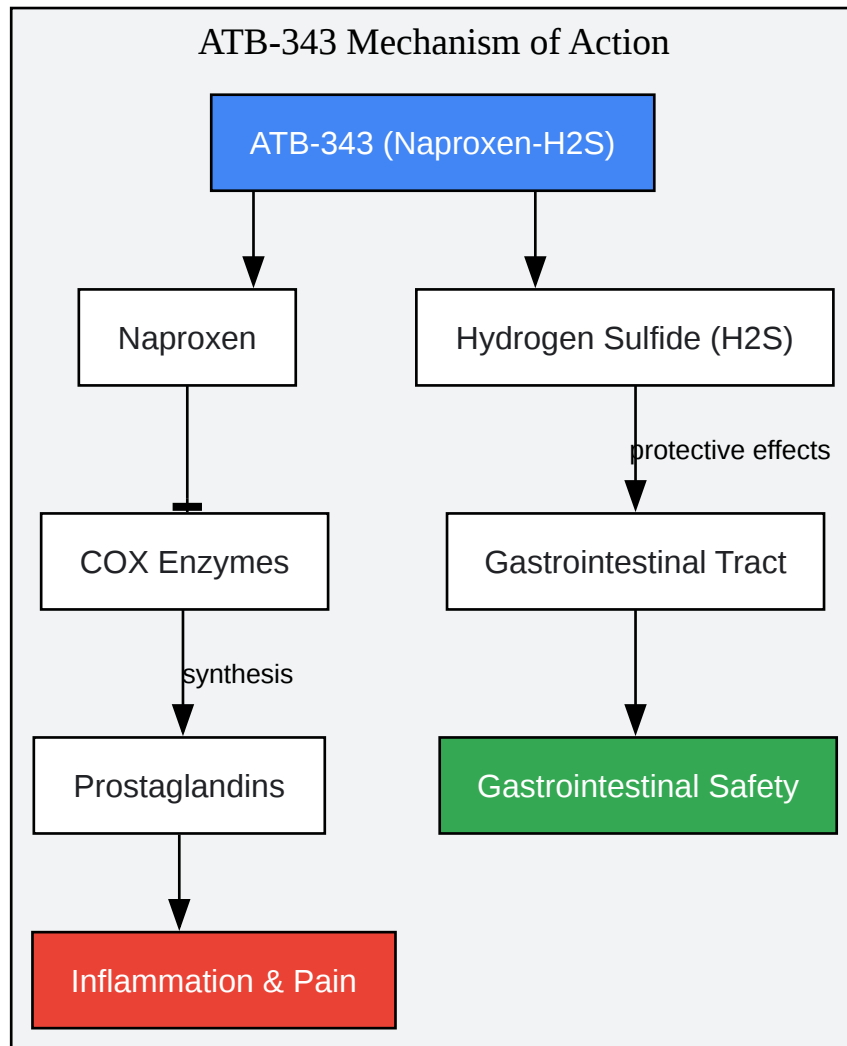 ATB-343 Mechanism of Action
ATB-343 (Naproxen-H2S)
Naproxen
Hydrogen Sulfide (H2S)
protective effects
COX Enzymes
Gastrointestinal Tract
synthesis
Prostaglandins
Gastrointestinal Safety
Inflammation & Pain